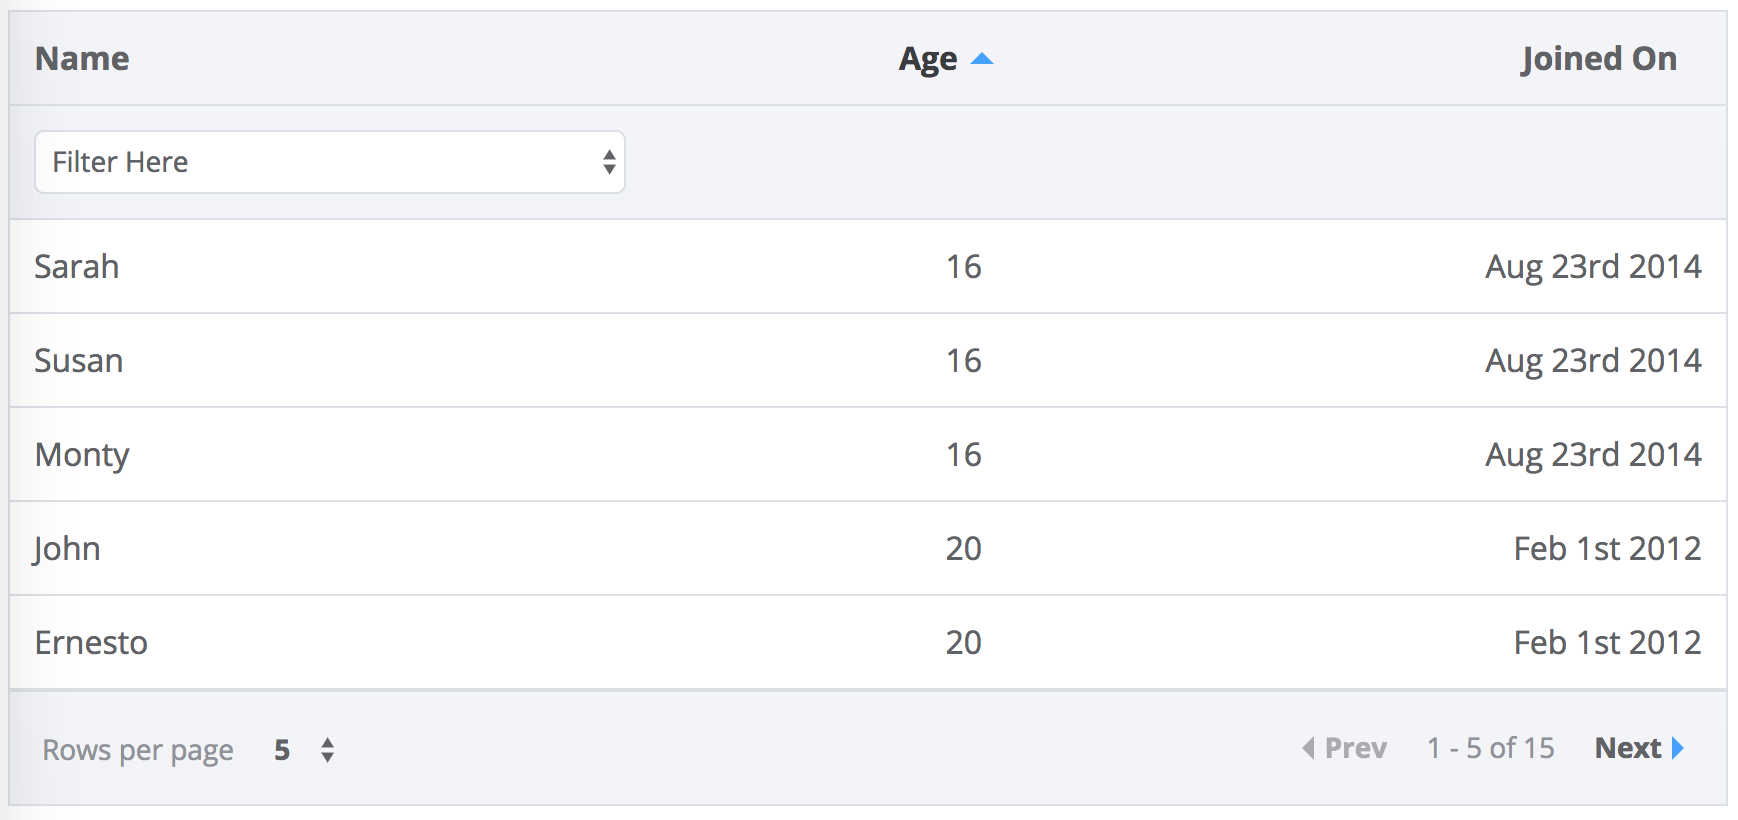 Name Age Joined On
Filter Here
Sarah 16 Aug 23rd 2014
Susan 16 Aug 23rd 2014
Monty 16 Aug 23rd 2014
John 20 Feb 1st 2012
Ernesto 20 Feb 1st 2012
Rows per page 5 Prev 1 - 5 of 15 Next